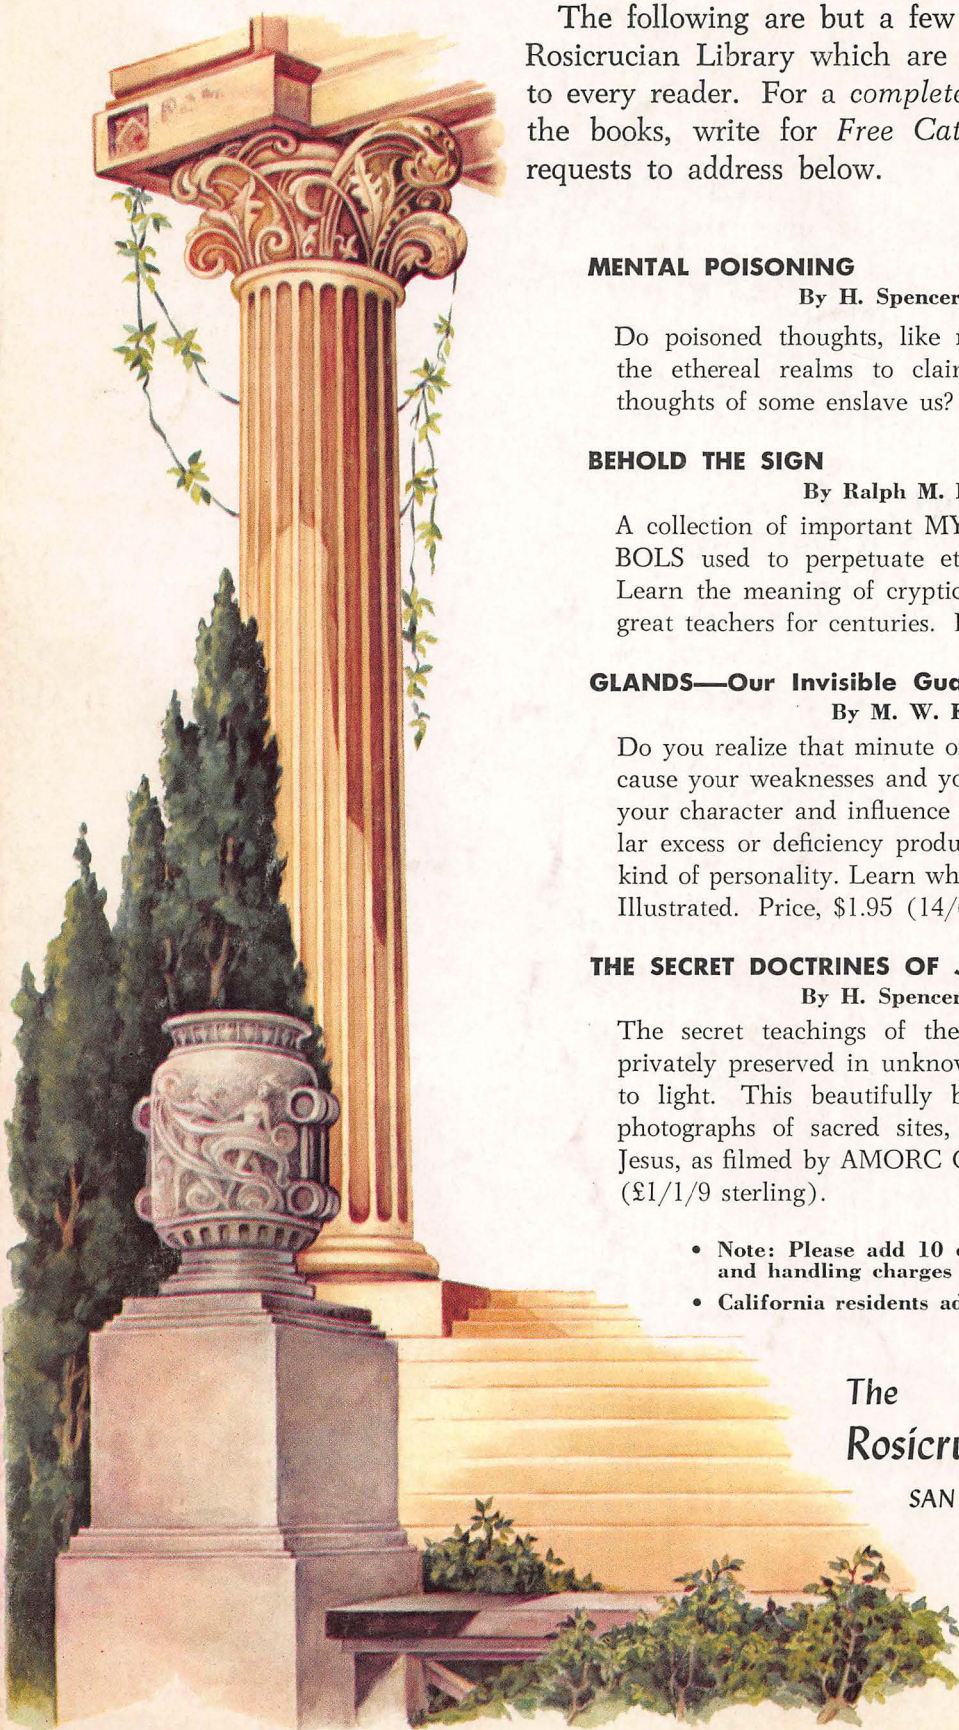 The following are but a few
Rosicrucian Library which are
to every reader. For a complete
the books, write for Free Cat
requests to address below.
MENTAL POISONING
By H. Spencer
Do poisoned thoughts, like
the ethereal realms to clair
thoughts of some enslave us?
BEHOLD THE SIGN
By Ralph M.
A collection of important MY
BOLS used to perpetuate et
Learn the meaning of cryptic
great teachers for centuries.
GLANDS—Our Invisible Gua
By M. W. K
Do you realize that minute o
cause your weaknesses and yo
your character and influence
lar excess or deficiency produ
kind of personality. Learn wh
Illustrated. Price, $1.95 (14/
THE SECRET DOCTRINES OF
By H. Spencer
The secret teachings of the
privately preserved in unknow
to light. This beautifully b
photographs of sacred sites,
Jesus, as filmed by AMORC
(£1/1/9 sterling).
• Note: Please add 10
and handling charges
• California residents ad
The
Rosicru
SAN